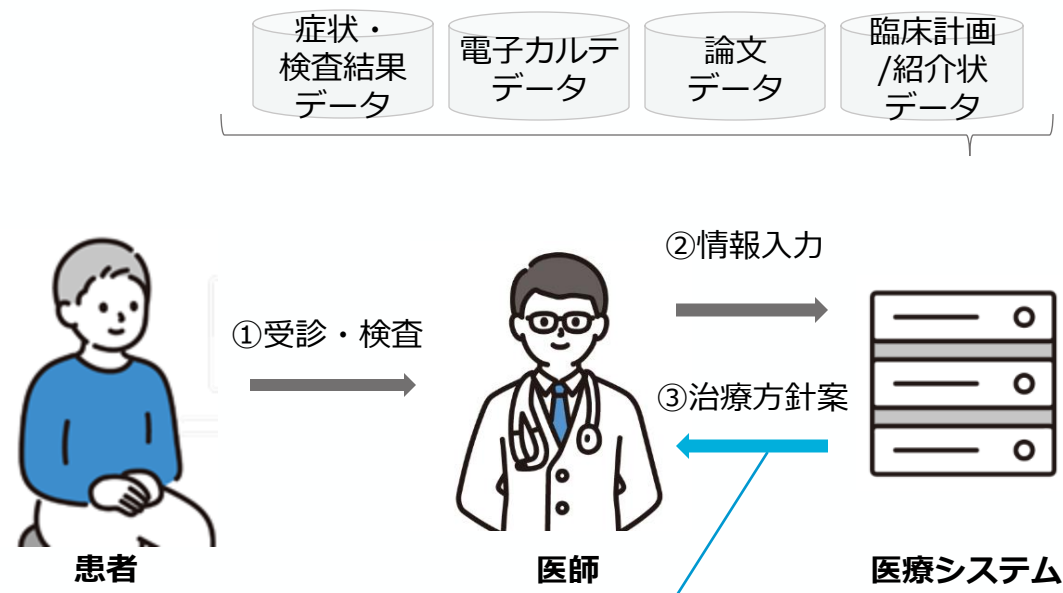 症状・
検査結果
データ
電子カルテ
データ
論文
データ
臨床計画
/紹介状
データ
②情報入力
①受診・検査
③治療方針案
患者
医師
医療システム